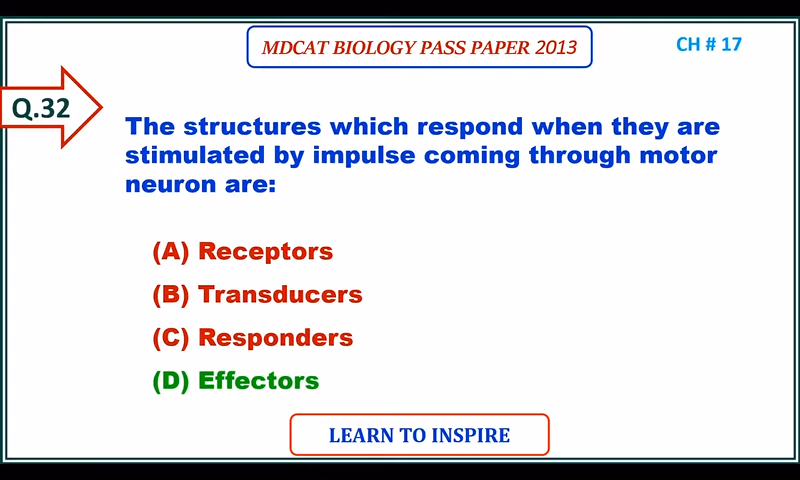 MDCAT BIOLOGY PASS PAPER 2013
CH # 17
Q.32
The structures which respond when they are
stimulated by impulse coming through motor
neuron are:
(A) Receptors
(B) Transducers
(C) Responders
(D) Effectors
LEARN TO INSPIRE